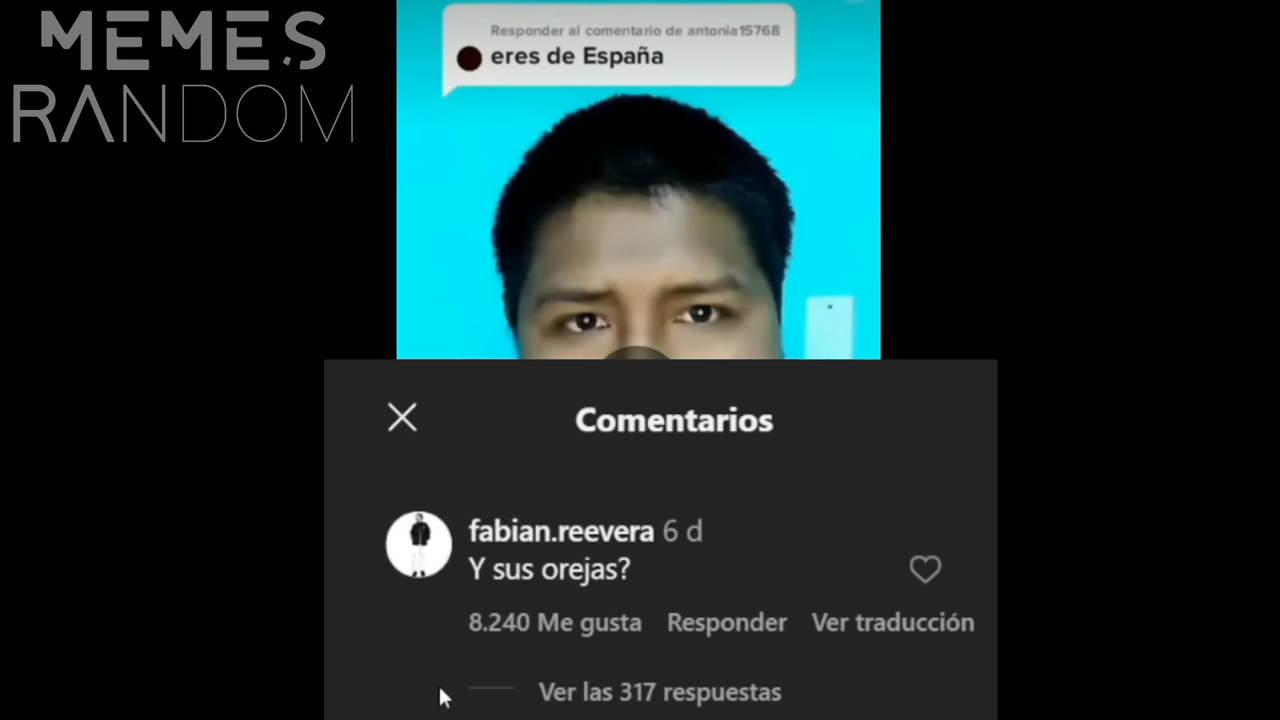 MEMES
RANDOM
Responder al comentario de antonia15768
eres de España
Comentarios
fabian.reevera 6 d
Y sus orejas?
8.240 Me gusta Responder Ver traducción
Ver las 317 respuestas